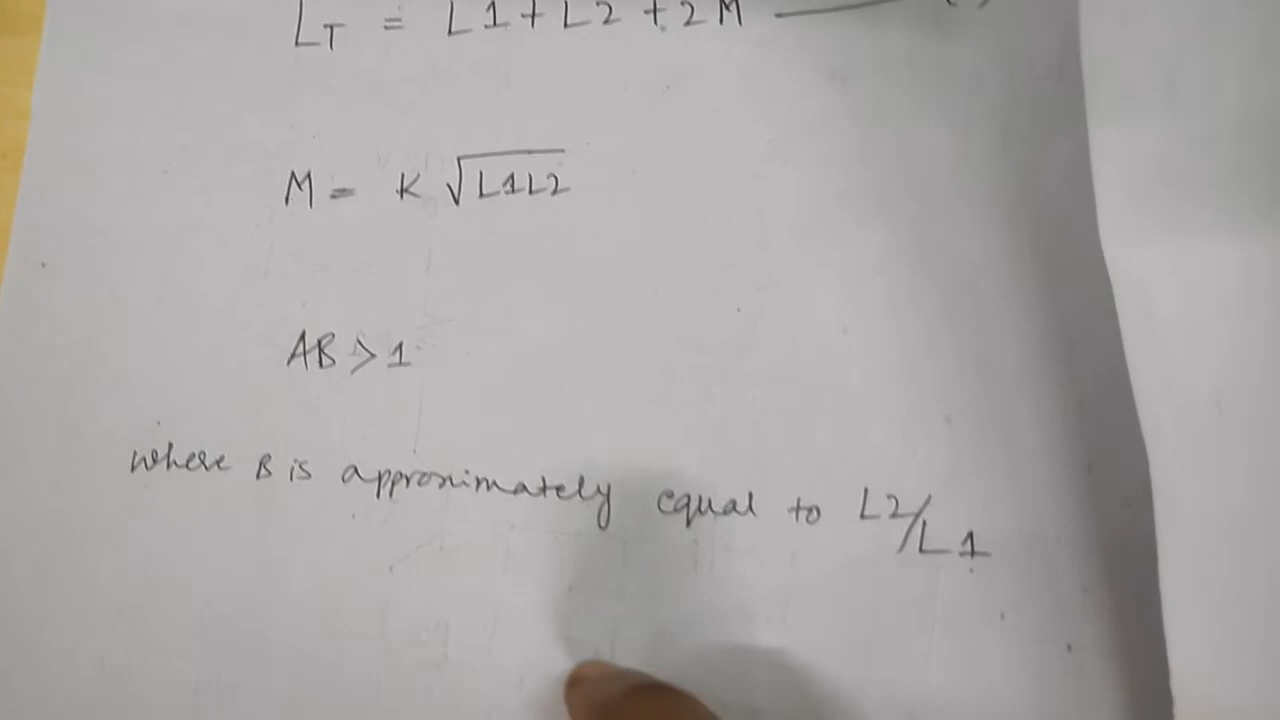 LT = L1 + L2 + 2M
M = K √L1L2
AB > 1
where B is approximately equal to L2/L1